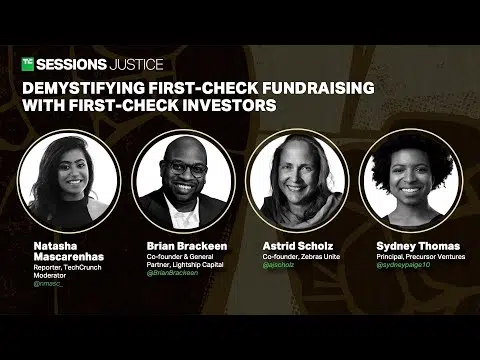 TC SESSIONS JUSTICE
DEMYSTIFYING FIRST-CHECK FUNDRAISING
WITH FIRST-CHECK INVESTORS
Natasha
Mascarenhas
Reporter, TechCrunch
Moderator
@nmasc_
Brian Brackeen
Co-founder & General
Partner, Lightship Capital
@BrianBrackeen
Astrid Scholz
Co-founder, Zebras Unite
@ajscholz
Sydney Thomas
Principal, Precursor Ventures
@sydneypaige10